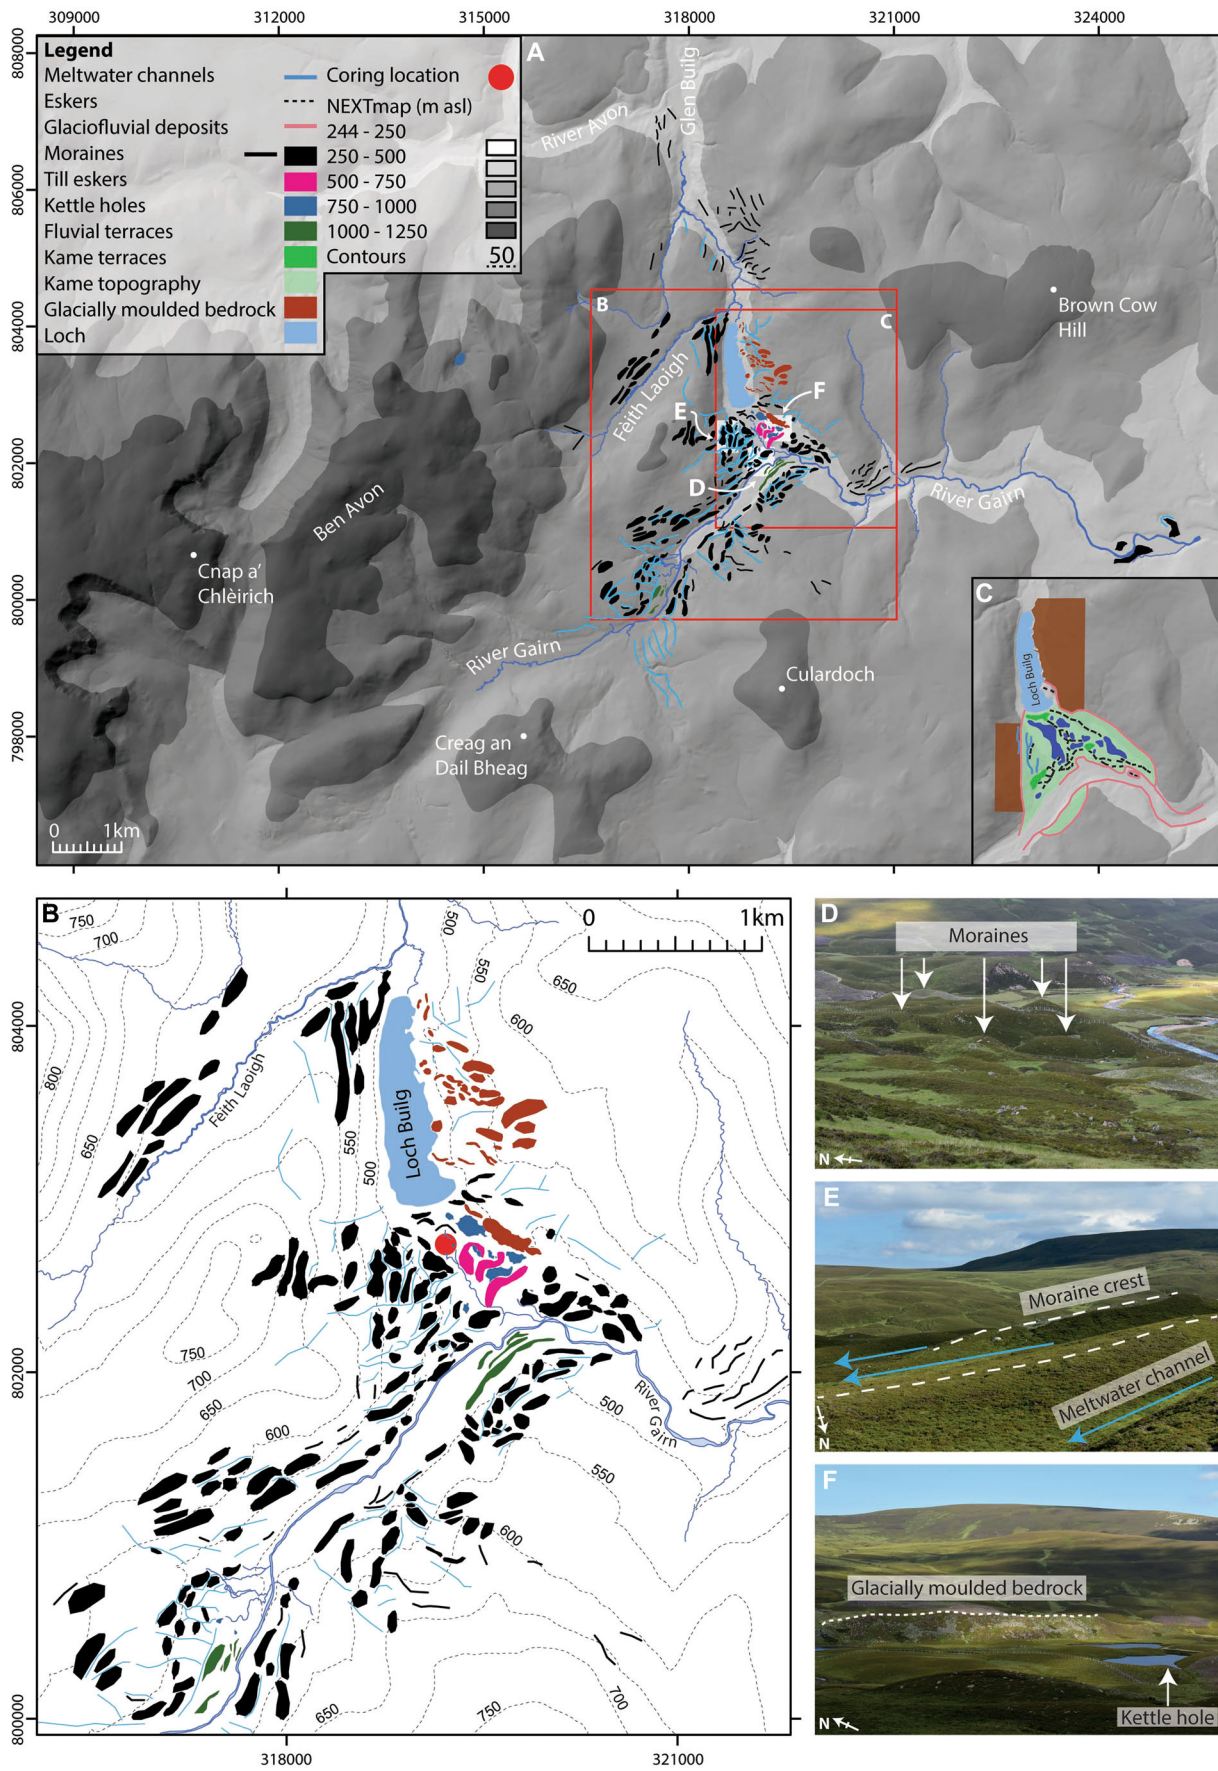 309000 312000 315000 318000 321000 324000
808000
806000
804000
802000
800000
798000
Legend
Meltwater channels
Eskers
Glaciofluvial deposits
Moraines
Till eskers
Kettle holes
Fluvial terraces
Kame terraces
Kame topography
Glacially moulded bedrock
Loch
Coring location
NEXTmap (m asl)
244 - 250
250 - 500
500 - 750
750 - 1000
1000 - 1250
Contours
50
A
River Avon
Glen Builg
B
C
Brown Cow
Hill
Fèith Laoigh
E
F
D
River Gairn
Ben Avon
Cnap a’
Chlèirich
River Gairn
Culardoch
Creag an
Dail Bheag
0 1km
C
Loch Builg
B
0 1km
750
700
500
550
650
600
804000
800
650
Fèith Laoigh
550
500
Loch Builg
750
700
650
600
802000
River Gairn
500
550
600
650
750
700
800000
318000 321000
D
Moraines
N
E
Moraine crest
Meltwater channel
N
F
Glacially moulded bedrock
Kettle hole
N